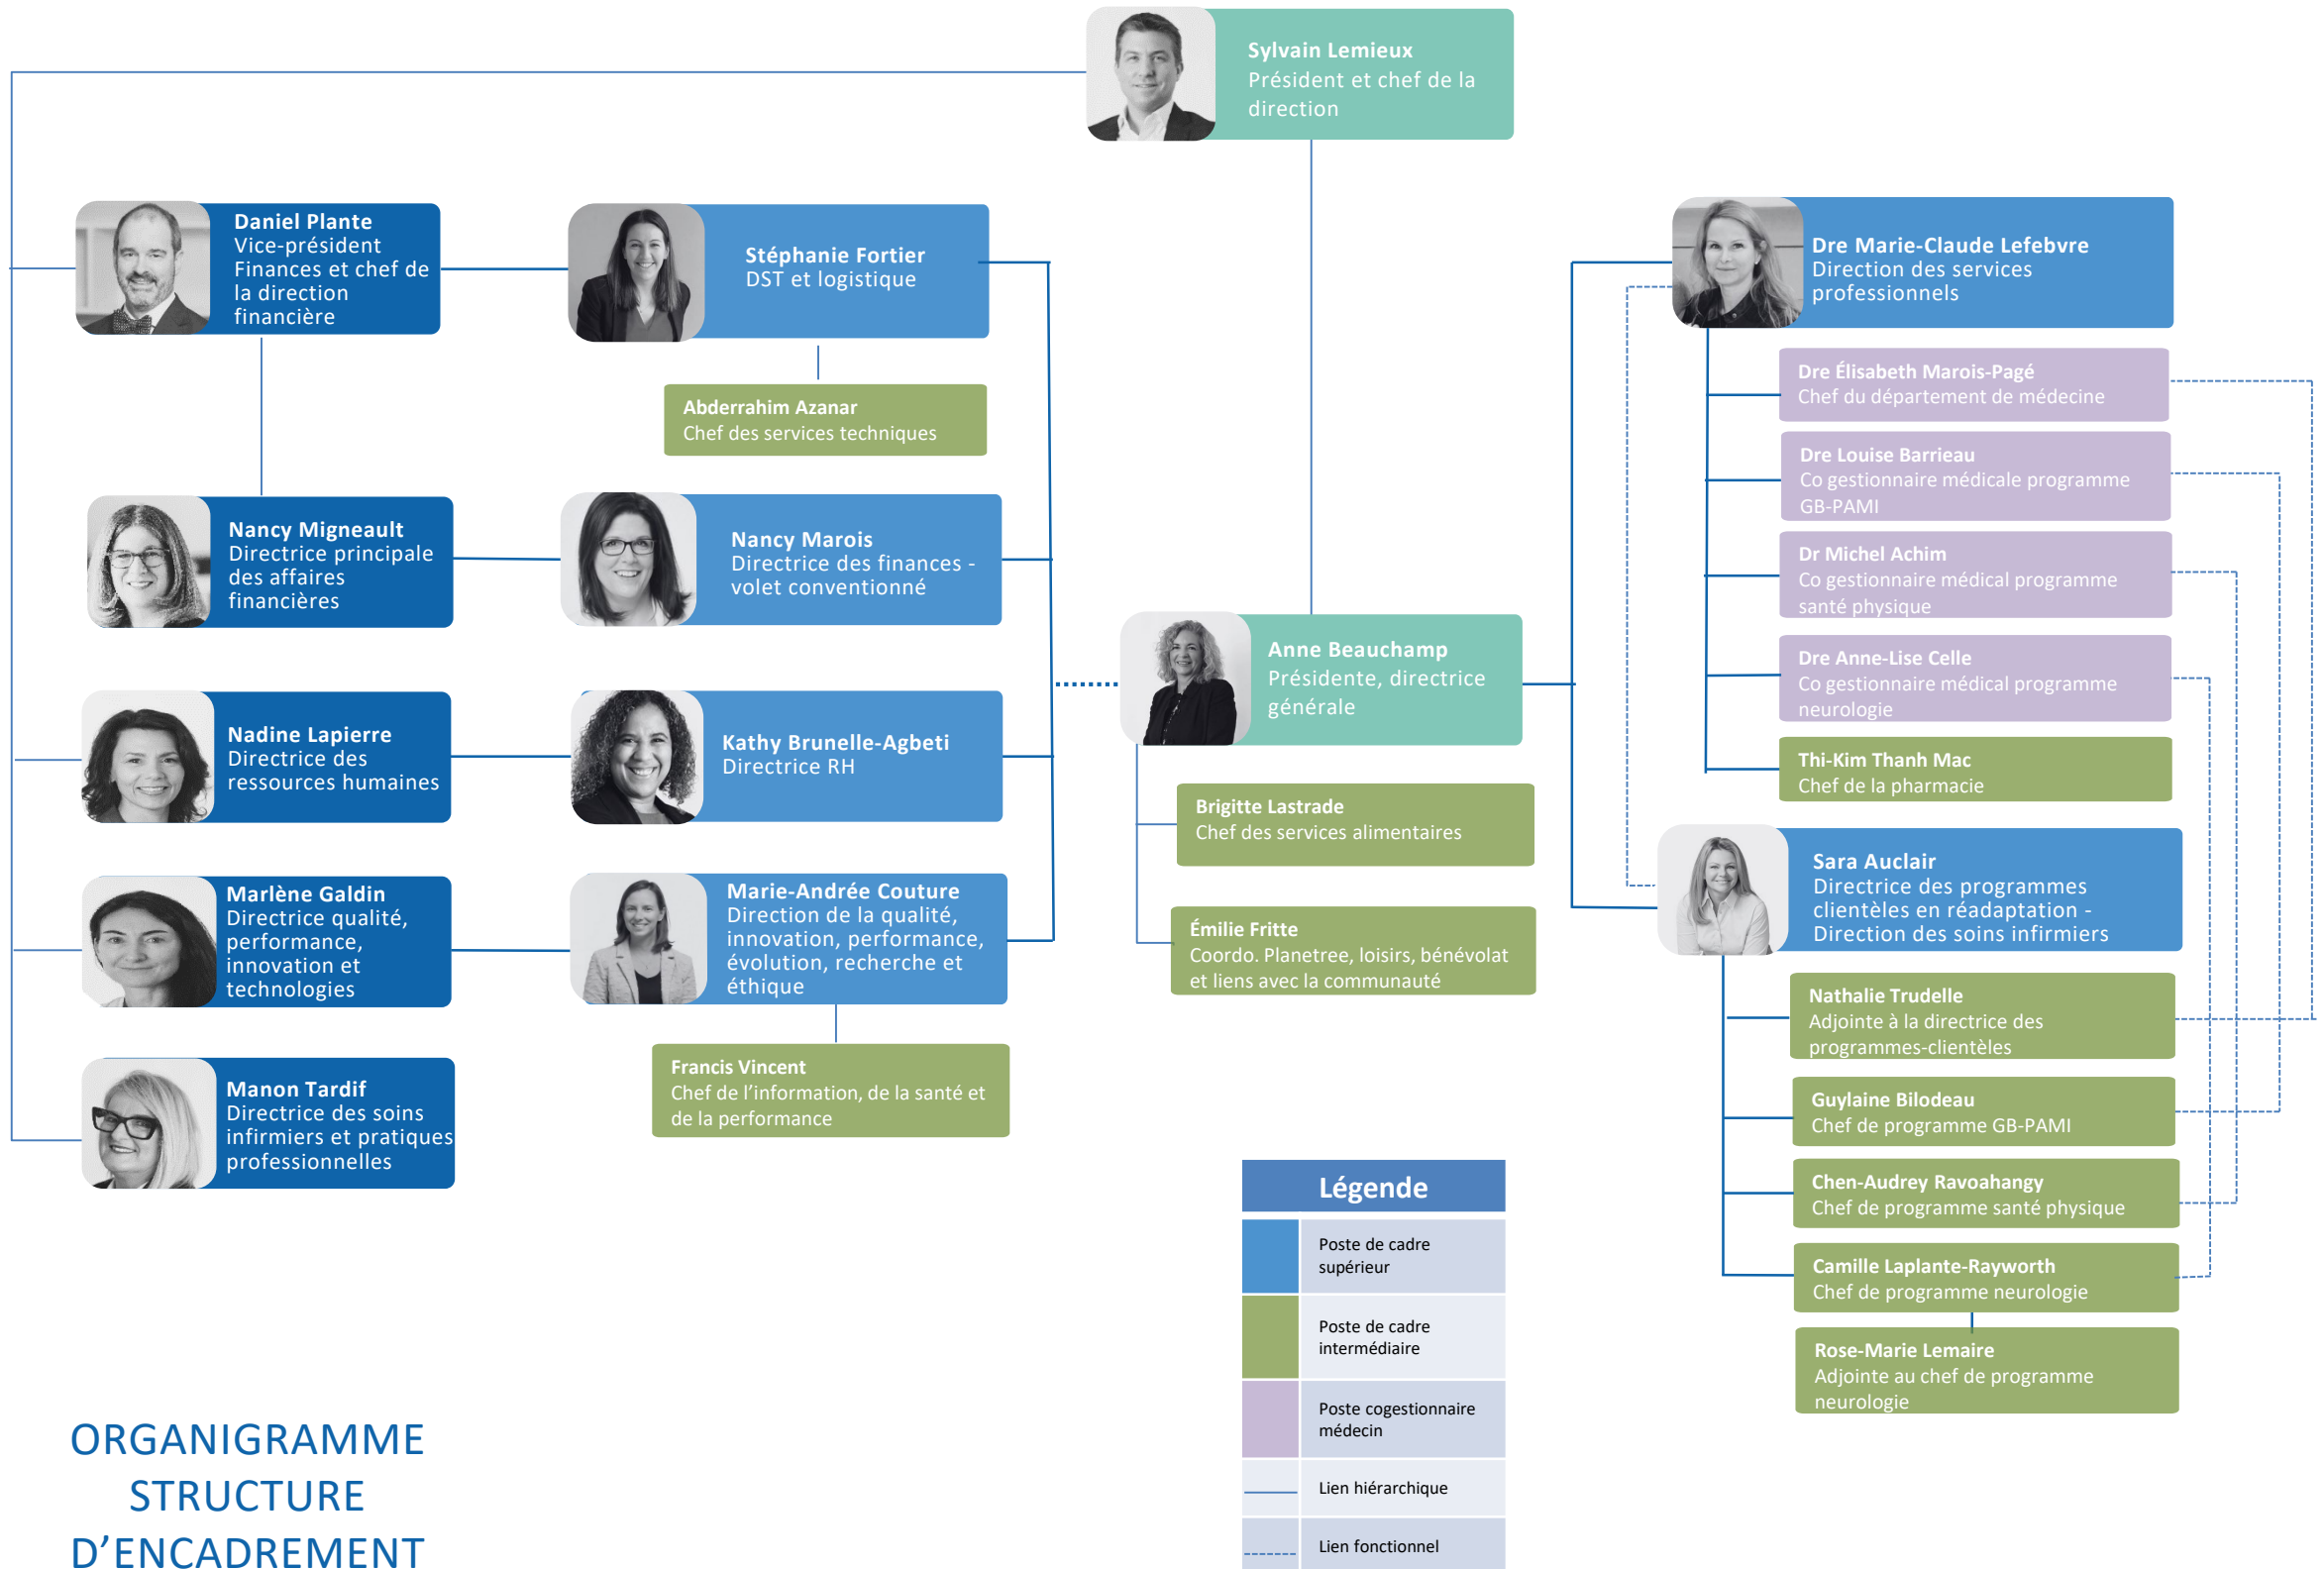 Sylvain Lemieux
Président et chef de la
direction
Daniel Plante
Vice-président
Finances et chef de
la direction
financière
Stéphanie Fortier
DST et logistique
Dre Marie-Claude Lefebvre
Direction des services
professionnels
Abderrahim Azanar
Chef des services techniques
Dre Élisabeth Marois-Pagé
Chef du département de médecine
Dre Louise Barrieau
Co gestionnaire médicale programme
GB-PAMI
Nancy Migneault
Directrice principale
des affaires
financières
Nancy Marois
Directrice des finances -
volet conventionné
Dr Michel Achim
Co gestionnaire médical programme
santé physique
Anne Beauchamp
Présidente, directrice
générale
Dre Anne-Lise Celle
Co gestionnaire médical programme
neurologie
Nadine Lapierre
Directrice des
ressources humaines
Kathy Brunelle-Agbeti
Directrice RH
Thi-Kim Thanh Mac
Chef de la pharmacie
Brigitte Lastrade
Chef des services alimentaires
Marlène Galdin
Directrice qualité,
performance,
innovation et
technologies
Marie-Andrée Couture
Direction de la qualité,
innovation, performance,
évolution, recherche et
éthique
Émilie Fritte
Coordo. Planetree, loisirs, bénévolat
et liens avec la communauté
Sara Auclair
Directrice des programmes
clientèles en réadaptation -
Direction des soins infirmiers
Nathalie Trudelle
Adjointe à la directrice des
programmes-clientèles
Manon Tardif
Directrice des soins
infirmiers et pratiques
professionnelles
Francis Vincent
Chef de l'information, de la santé et
de la performance
Guylaine Bilodeau
Chef de programme GB-PAMI
Chen-Audrey Ravoahangy
Chef de programme santé physique
Camille Laplante-Rayworth
Chef de programme neurologie
Rose-Marie Lemaire
Adjointe au chef de programme
neurologie
Légende
Poste de cadre
supérieur
Poste de cadre
intermédiaire
Poste cogestionnaire
médecin
Lien hiérarchique
Lien fonctionnel
ORGANIGRAMME
STRUCTURE
D'ENCADREMENT